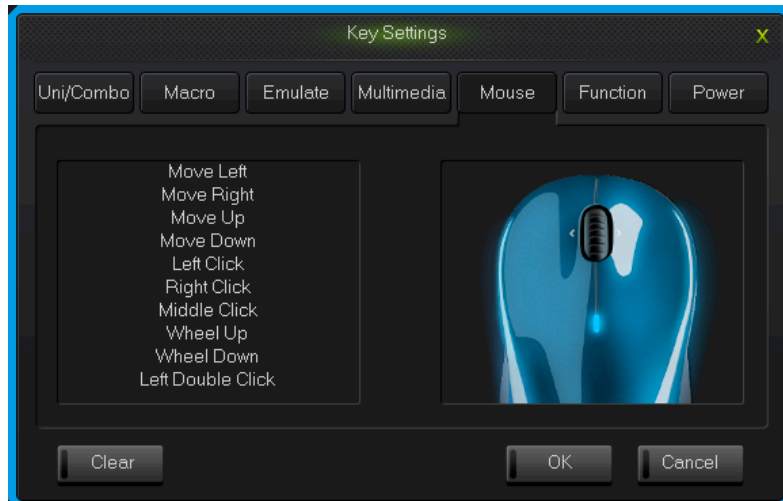 Key Settings
X
Uni/Combo Macro Emulate Multimedia Mouse Function Power
Move Left
Move Right
Move Up
Move Down
Left Click
Right Click
Middle Click
Wheel Up
Wheel Down
Left Double Click
Clear OK Cancel